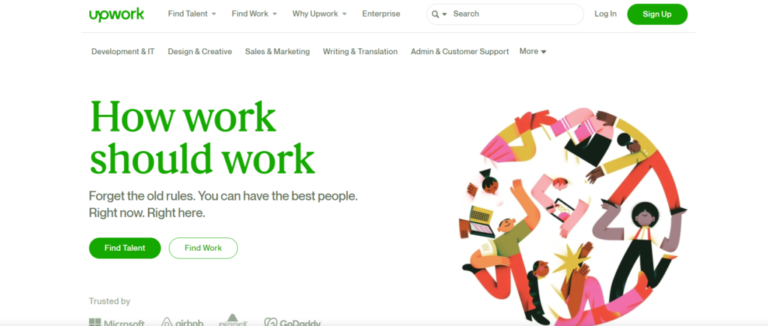 upwork Find Talent Find Work Why Upwork Enterprise Search Log In Sign Up
Development & IT Design & Creative Sales & Marketing Writing & Translation Admin & Customer Support More
How work
should work
Forget the old rules. You can have the best people.
Right now. Right here.
Find Talent Find Work
Trusted by
Microsoft airbnb GoDaddy